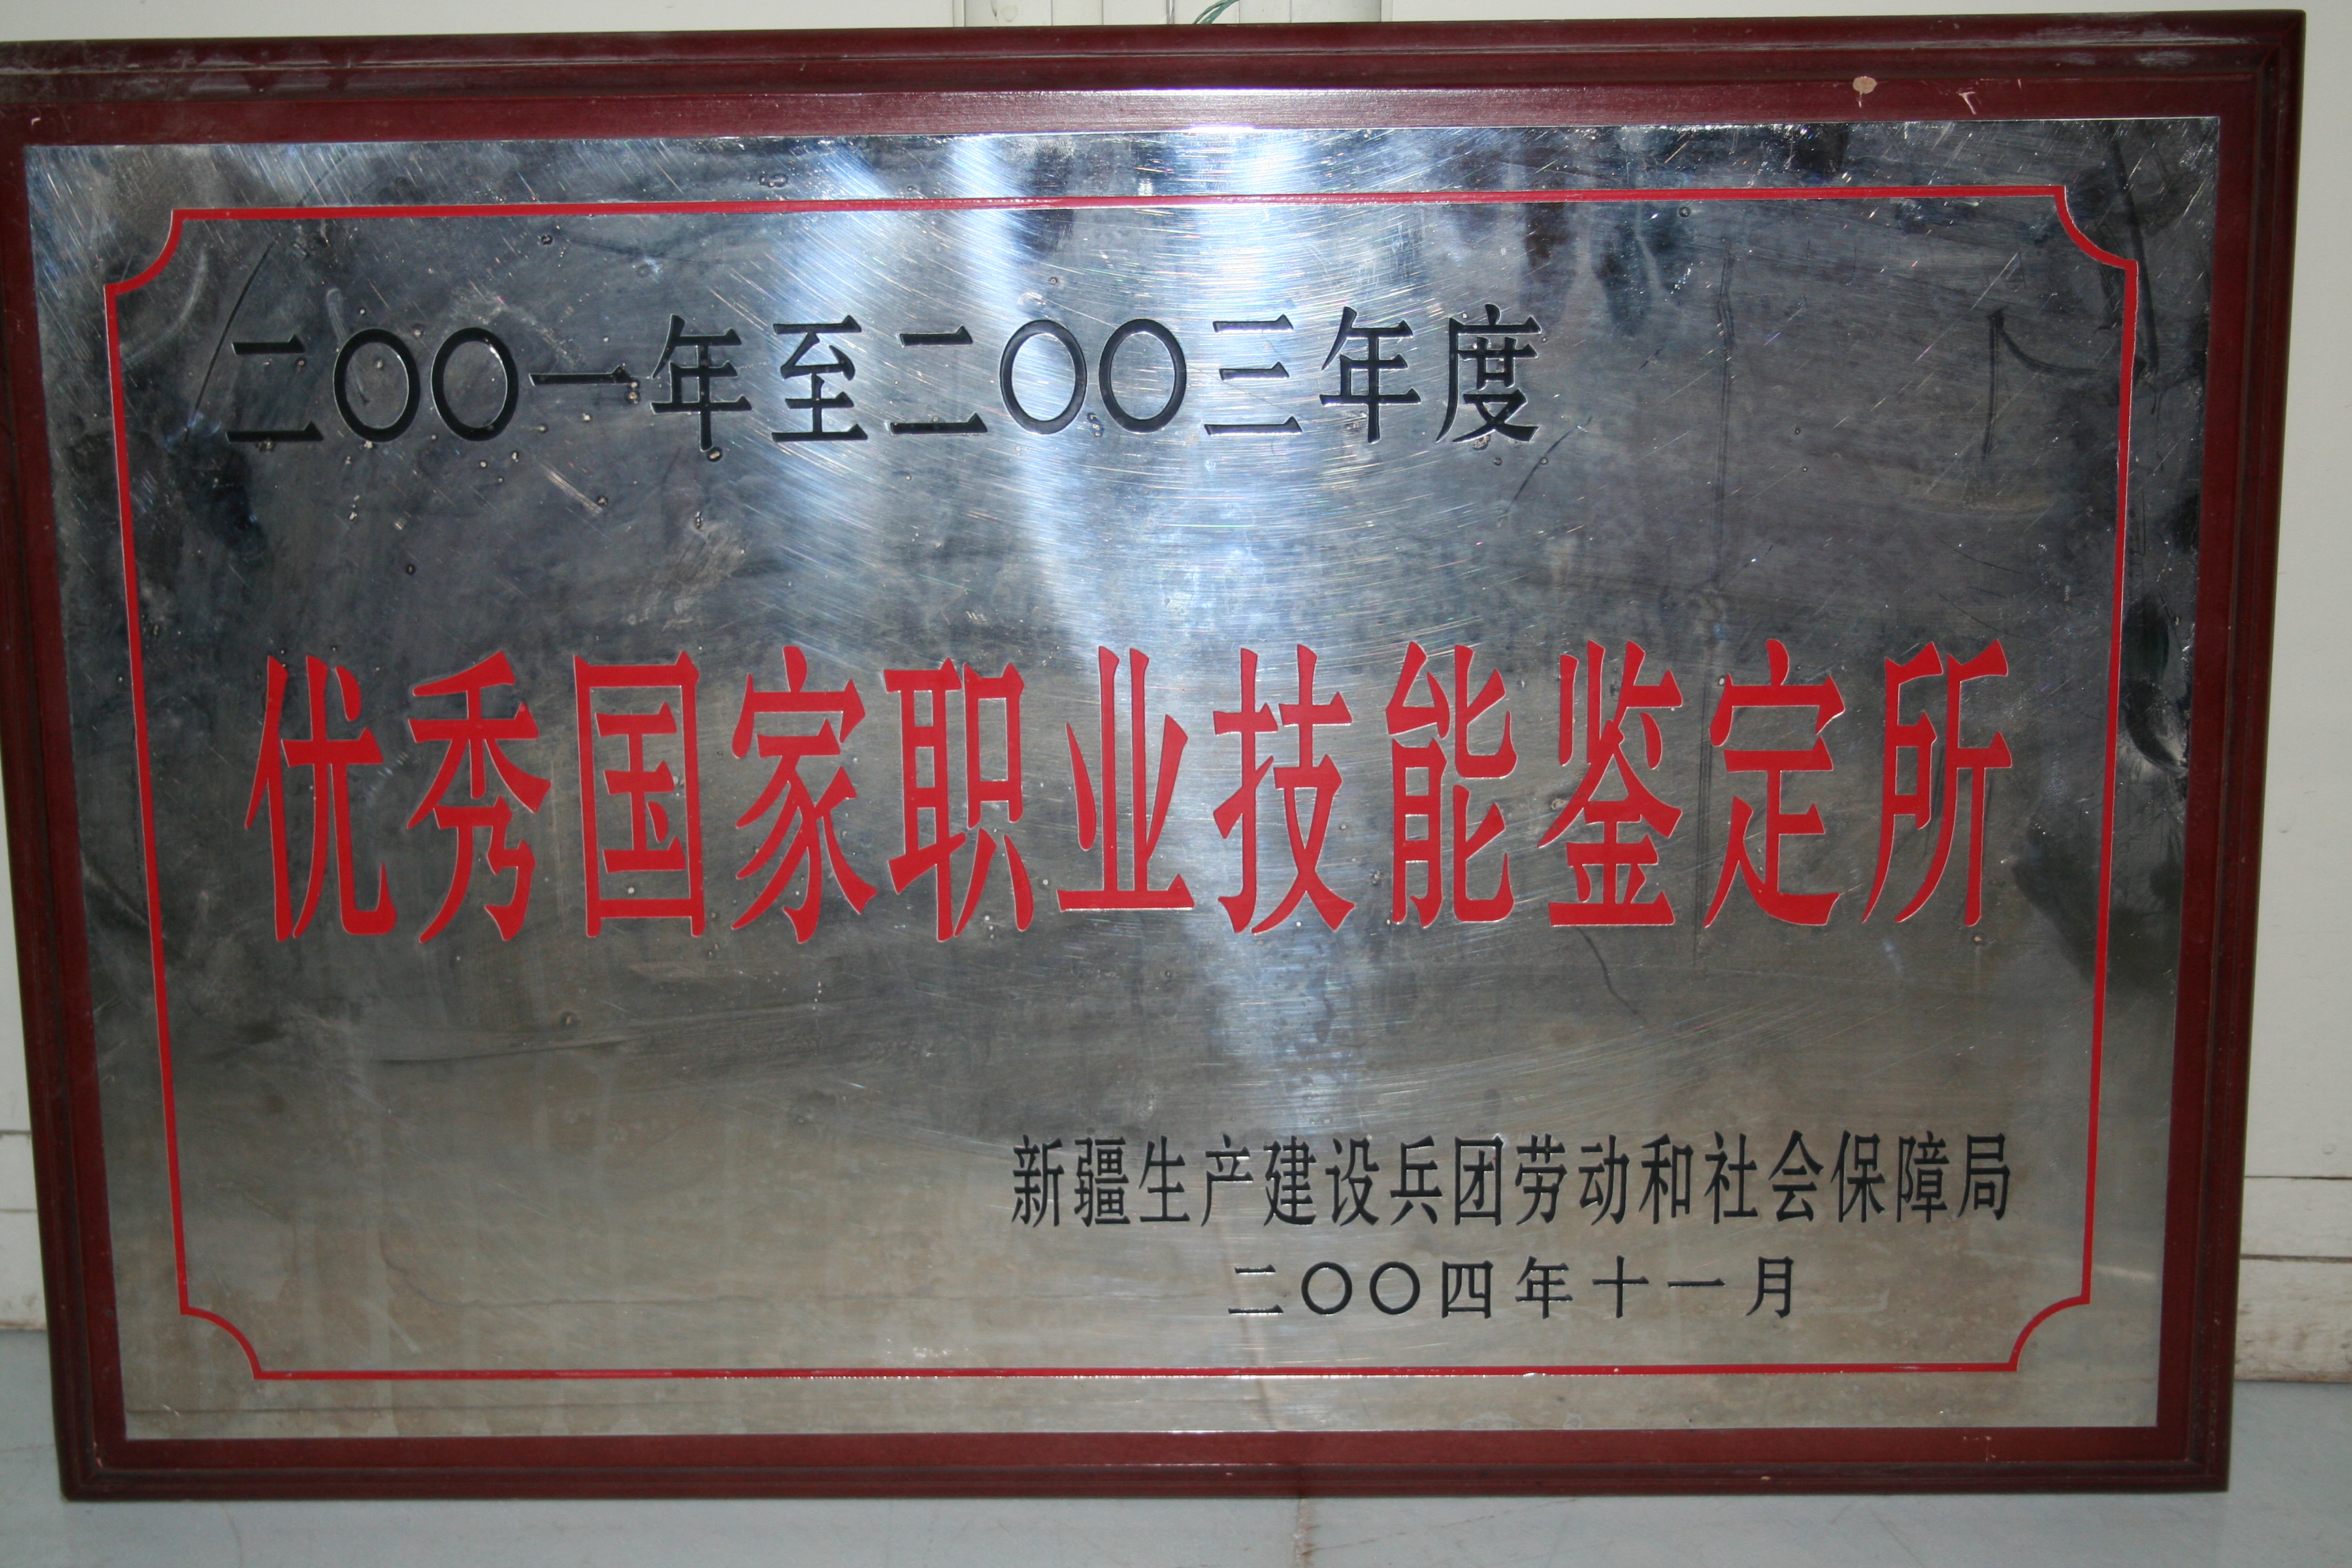 二〇〇一年至二〇〇三年度
优秀国家职业技能鉴定所
新疆生产建设兵团劳动和社会保障局
二〇〇四年十一月